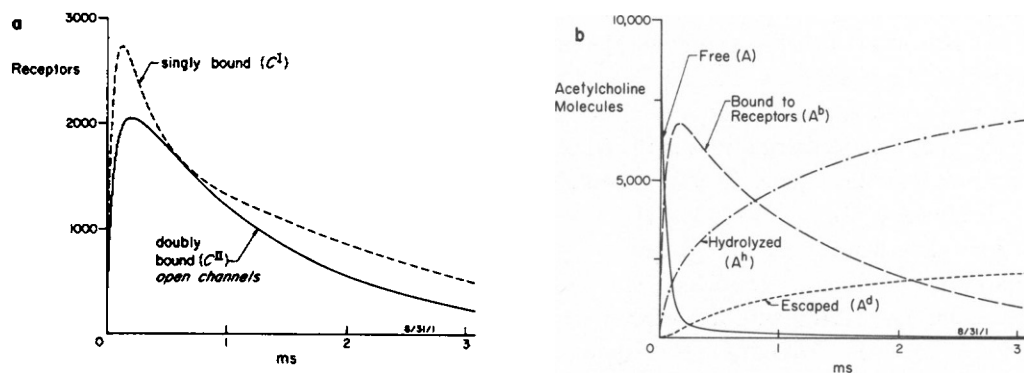 a
3000
Receptors
singly bound (C^I)
2000
1000
doubly
bound (C^II)
open channels
8/31/1
0
1
2
3
ms
b
10,000
Free (A)
Acetylcholine
Molecules
Bound to
Receptors (A^b)
5,000
Hydrolyzed
(A^h)
Escaped (A^d)
8/31/1
0
1
2
3
ms